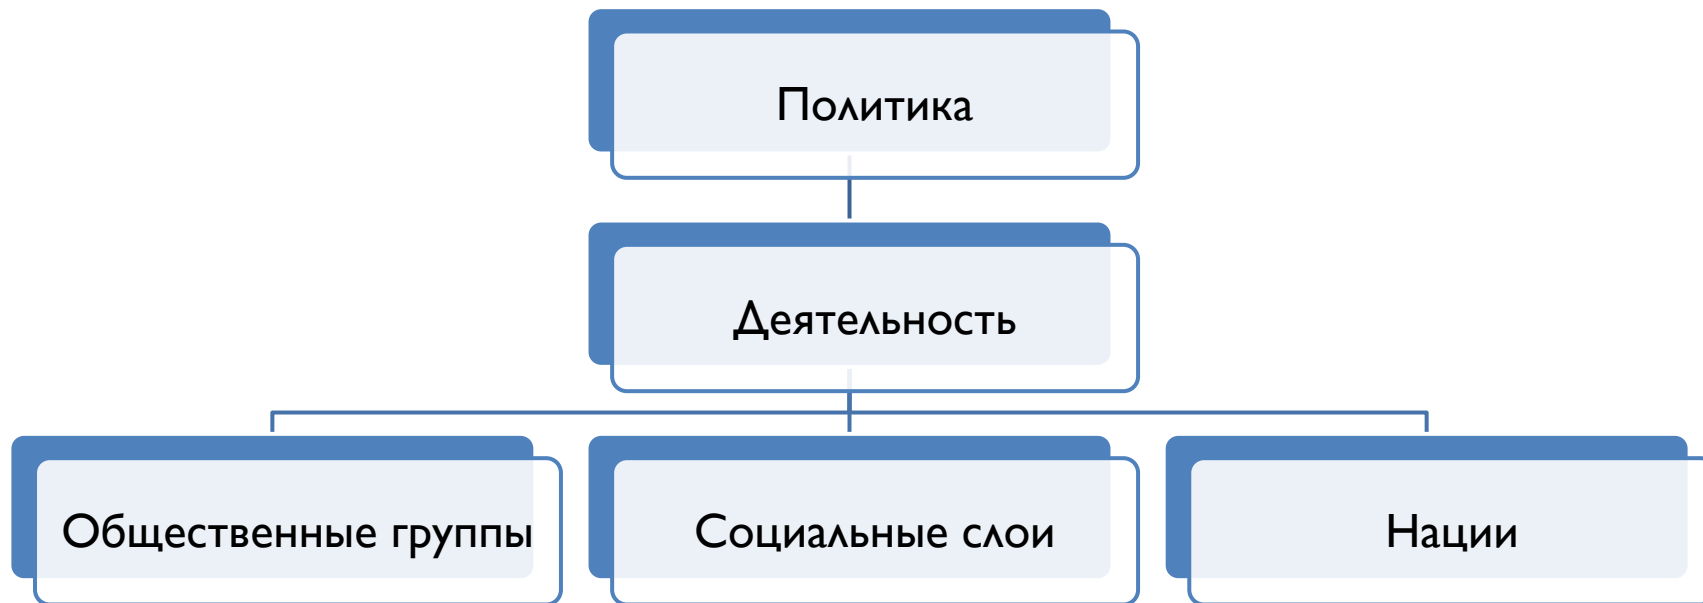 Политика
Деятельность
Общественные группы
Социальные слои
Нации